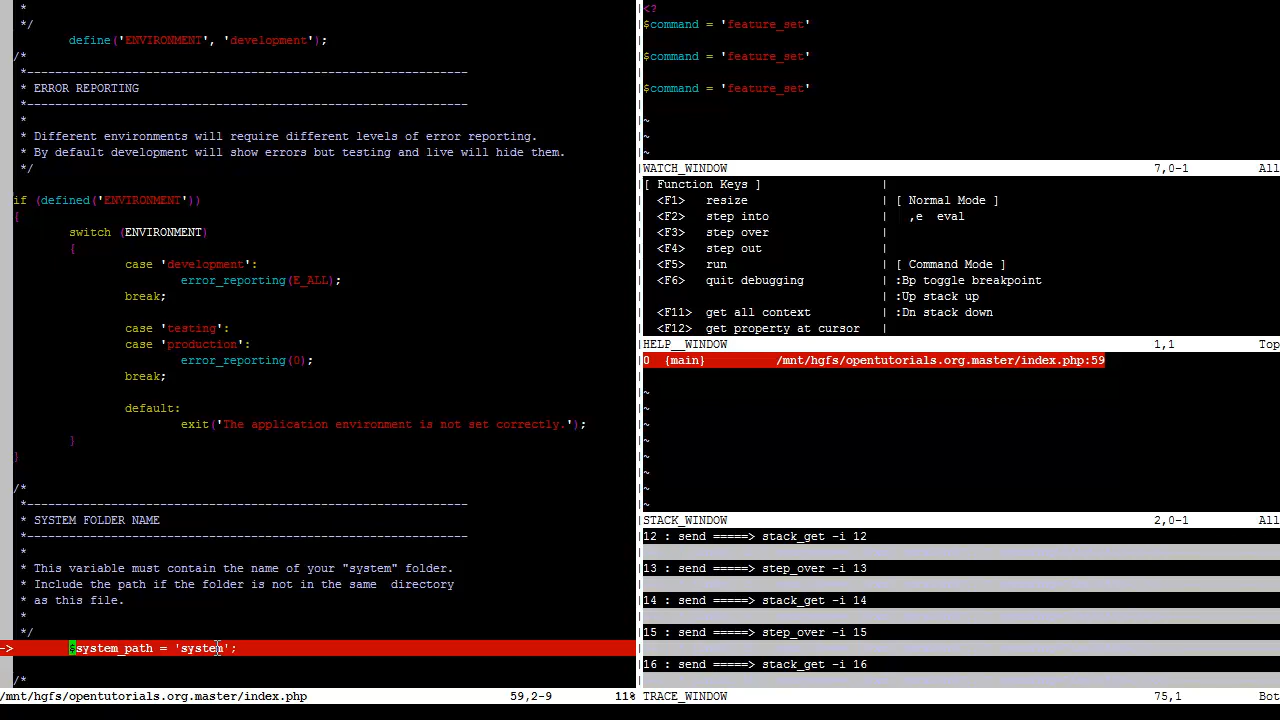 *
 */
define('ENVIRONMENT', 'development');
/*
 *---------------------------------------------------------------
 * ERROR REPORTING
 *---------------------------------------------------------------
 *
 * Different environments will require different levels of error reporting.
 * By default development will show errors but testing and live will hide them.
 */
if (defined('ENVIRONMENT'))
{
switch (ENVIRONMENT)
{
case 'development':
error_reporting(E_ALL);
break;
case 'testing':
case 'production':
error_reporting(0);
break;
default:
exit('The application environment is not set correctly.');
}
}
/*
 *---------------------------------------------------------------
 * SYSTEM FOLDER NAME
 *---------------------------------------------------------------
 *
 * This variable must contain the name of your "system" folder.
 * Include the path if the folder is not in the same  directory
 * as this file.
 *
 */
-> $system_path = 'system';
/*
/mnt/hgfs/opentutorials.org.master/index.php 59,2-9 11%
<?
$command = 'feature_set'
$command = 'feature_set'
$command = 'feature_set'
~
~
~
WATCH_WINDOW 7,0-1 All
[ Function Keys ] |
<F1> resize | [ Normal Mode ]
<F2> step into | ,e eval
<F3> step over |
<F4> step out |
<F5> run | [ Command Mode ]
<F6> quit debugging | :Bp toggle breakpoint
| :Up stack up
<F11> get all context | :Dn stack down
<F12> get property at cursor |
HELP__WINDOW 1,1 Top
0 {main} /mnt/hgfs/opentutorials.org.master/index.php:59
~
~
~
~
~
~
~
~
STACK_WINDOW 2,0-1 All
12 : send =====> stack_get -i 12
13 : send =====> step_over -i 13
14 : send =====> stack_get -i 14
15 : send =====> step_over -i 15
16 : send =====> stack_get -i 16
TRACE_WINDOW 75,1 Bot